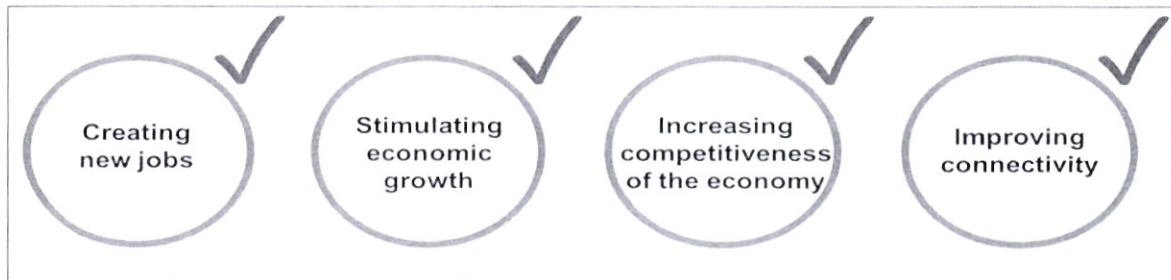 Creating
new jobs
Stimulating
economic
growth
Increasing
competitiveness
of the economy
Improving
connectivity